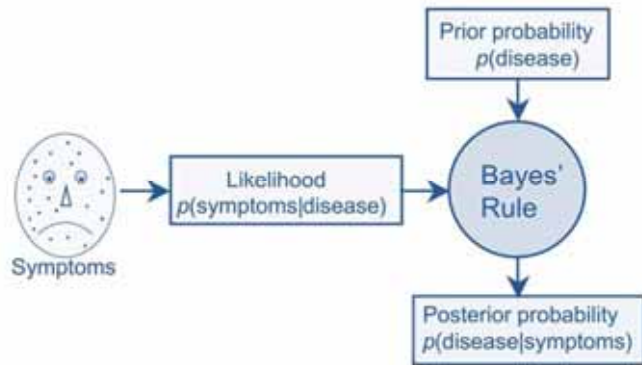 Prior probability
p(disease)
Likelihood
p(symptoms|disease)
Bayes'
Rule
Symptoms
Posterior probability
p(disease|symptoms)